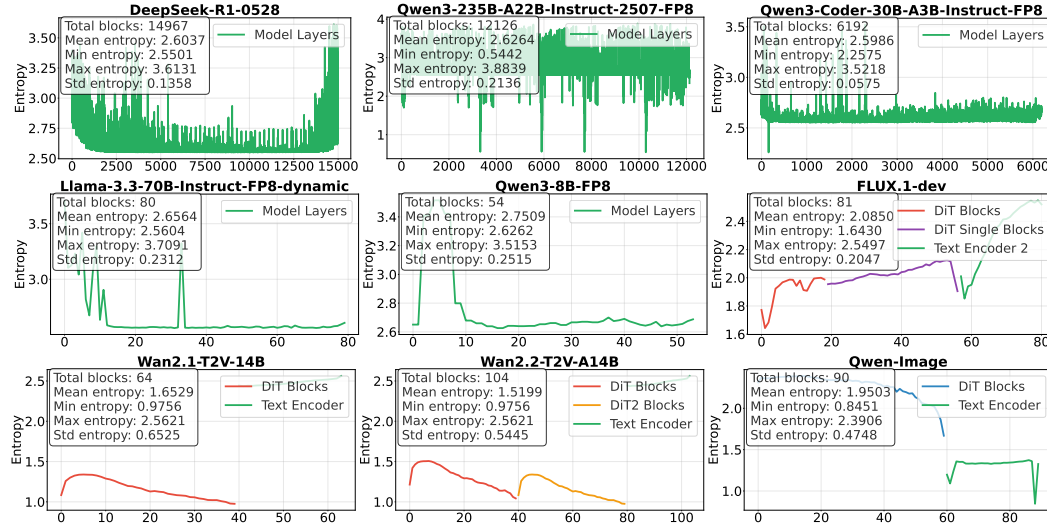 DeepSeek-R1-0528
Total blocks: 14967
Mean entropy: 2.6037
Min entropy: 2.5501
Max entropy: 3.6131
Std entropy: 0.1358
Model Layers
Entropy
3.50
3.25
3.00
2.75
2.50
0
2500
5000
7500
10000
12500
15000
Qwen3-235B-A22B-Instruct-2507-FP8
Total blocks: 12126
Mean entropy: 2.6264
Min entropy: 0.5442
Max entropy: 3.8839
Std entropy: 0.2136
Model Layers
Entropy
4
3
2
1
0
2000
4000
6000
8000
10000
12000
Qwen3-Coder-30B-A3B-Instruct-FP8
Total blocks: 6192
Mean entropy: 2.5986
Min entropy: 2.2575
Max entropy: 3.5218
Std entropy: 0.0575
Model Layers
Entropy
3.5
3.0
2.5
0
1000
2000
3000
4000
5000
6000
Llama-3.3-70B-Instruct-FP8-dynamic
Total blocks: 80
Mean entropy: 2.6564
Min entropy: 2.5604
Max entropy: 3.7091
Std entropy: 0.2312
Model Layers
Entropy
3.5
3.0
0
20
40
60
80
Qwen3-8B-FP8
Total blocks: 54
Mean entropy: 2.7509
Min entropy: 2.6262
Max entropy: 3.5153
Std entropy: 0.2515
Model Layers
Entropy
3.4
3.2
3.0
2.8
2.6
0
10
20
30
40
50
FLUX.1-dev
Total blocks: 81
Mean entropy: 2.0850
Min entropy: 1.6430
Max entropy: 2.5497
Std entropy: 0.2047
DiT Blocks
DiT Single Blocks
Text Encoder 2
Entropy
2.4
2.2
2.0
1.8
1.6
0
20
40
60
80
Wan2.1-T2V-14B
Total blocks: 64
Mean entropy: 1.6529
Min entropy: 0.9756
Max entropy: 2.5621
Std entropy: 0.6525
DiT Blocks
Text Encoder
Entropy
2.5
2.0
1.5
1.0
0
20
40
60
Wan2.2-T2V-A14B
Total blocks: 104
Mean entropy: 1.5199
Min entropy: 0.9756
Max entropy: 2.5621
Std entropy: 0.5445
DiT Blocks
DiT2 Blocks
Text Encoder
Entropy
2.5
2.0
1.5
1.0
0
20
40
60
80
100
Qwen-Image
Total blocks: 90
Mean entropy: 1.9503
Min entropy: 0.8451
Max entropy: 2.3906
Std entropy: 0.4748
DiT Blocks
Text Encoder
Entropy
2.0
1.5
1.0
0
20
40
60
80